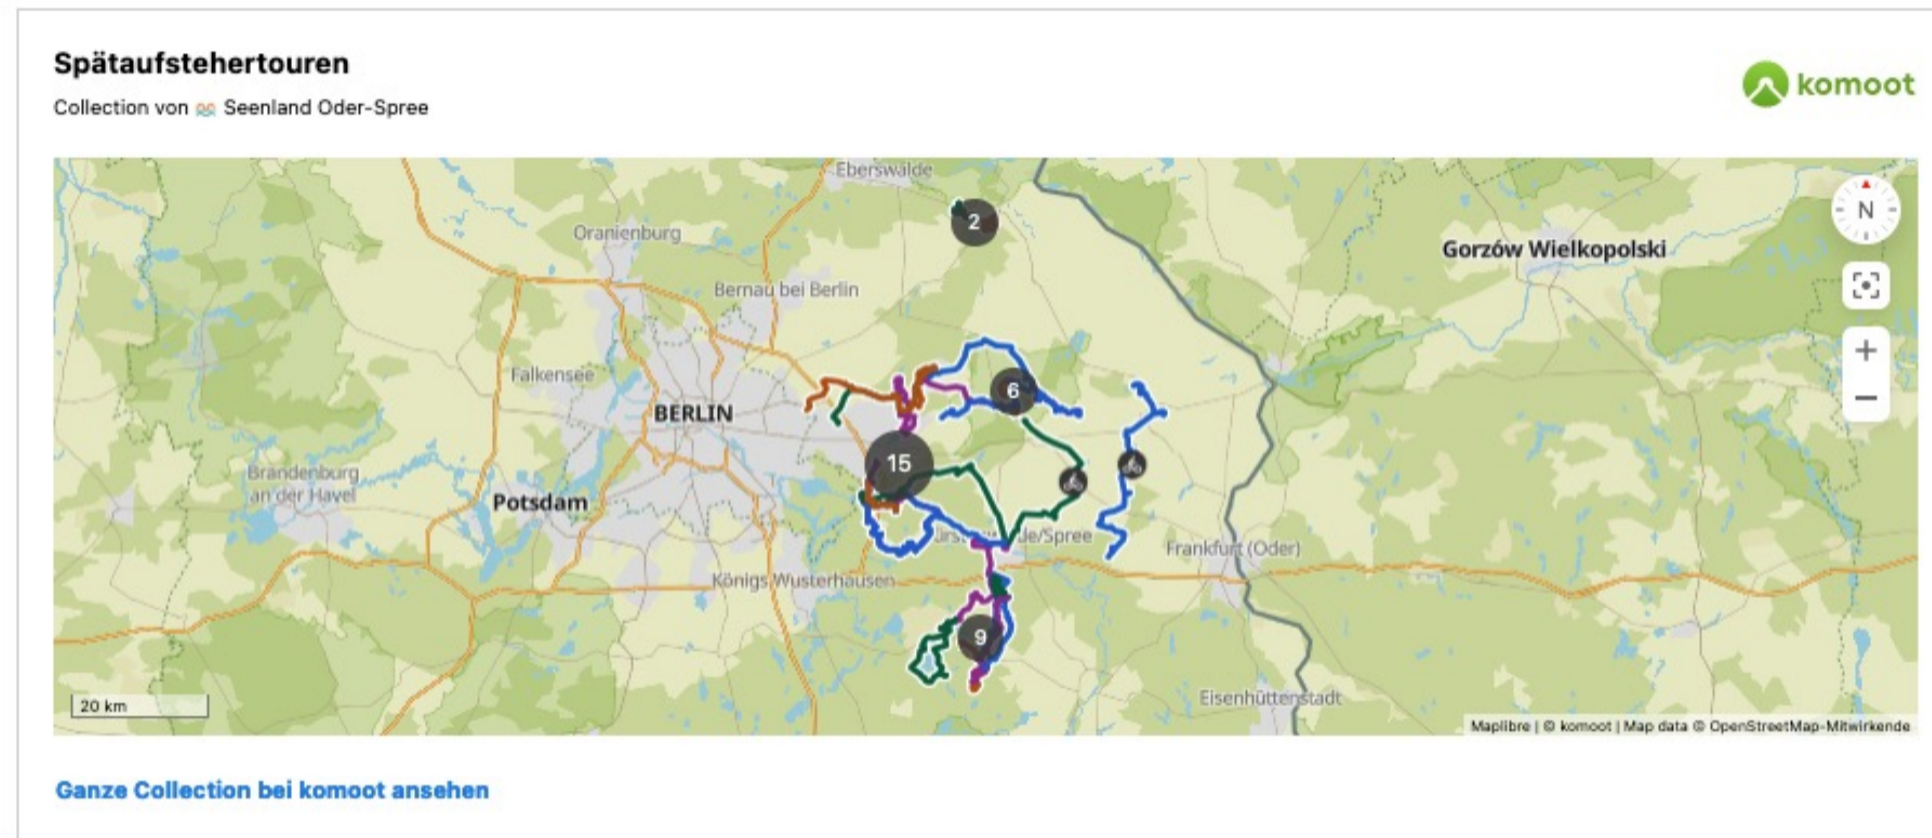 Spätaufstehertouren
komoot
Collection von Seenland Oder-Spree
Eberswalde
2
N
Oranienburg
Gorzów Wielkopolski
Bernau bei Berlin
+
Falkensee
6
−
BERLIN
15
Brandenburg
an der Havel
Potsdam
de/Spree
Frankfurt (Oder)
Königs Wusterhausen
9
Eisenhüttenstadt
20 km
Maplibre | © komoot | Map data © OpenStreetMap-Mitwirkende
Ganze Collection bei komoot ansehen